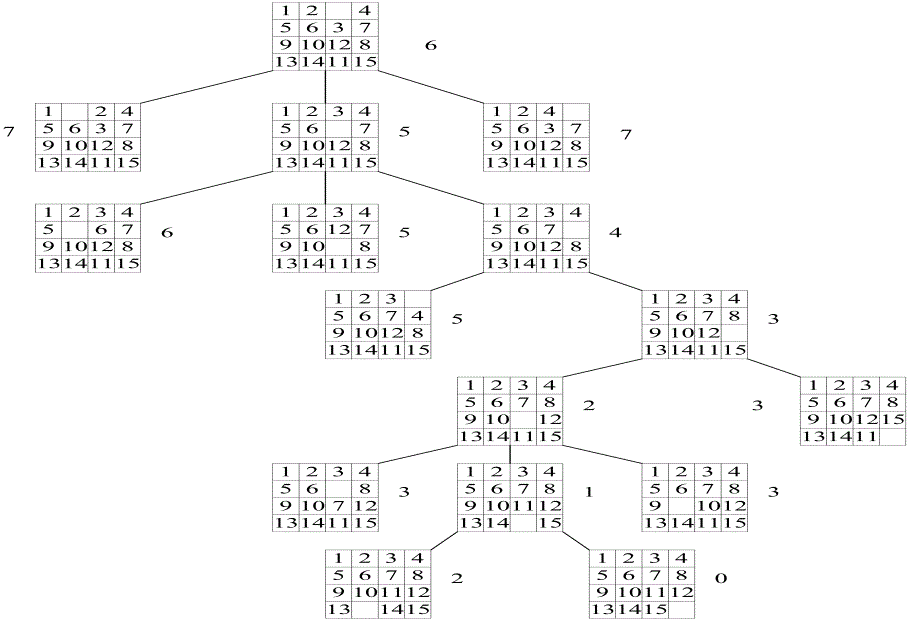 1 2 4
5 6 3 7
9 10 12 8
13 14 11 15
6
7
1 2 4
5 6 3 7
9 10 12 8
13 14 11 15
1 2 3 4
5 6 7
9 10 12 8
13 14 11 15
5
1 2 4
5 6 3 7
9 10 12 8
13 14 11 15
7
1 2 3 4
5 6 7
9 10 12 8
13 14 11 15
6
1 2 3 4
5 6 12 7
9 10 8
13 14 11 15
5
1 2 3 4
5 6 7
9 10 12 8
13 14 11 15
4
1 2 3
5 6 7 4
9 10 12 8
13 14 11 15
5
1 2 3 4
5 6 7 8
9 10 12
13 14 11 15
3
1 2 3 4
5 6 7 8
9 10 12
13 14 11 15
2
3
1 2 3 4
5 6 7 8
9 10 12 15
13 14 11
1 2 3 4
5 6 8
9 10 7 12
13 14 11 15
3
1 2 3 4
5 6 7 8
9 10 11 12
13 14 15
1
1 2 3 4
5 6 7 8
9 10 12
13 14 11 15
3
1 2 3 4
5 6 7 8
9 10 11 12
13 14 15
2
1 2 3 4
5 6 7 8
9 10 11 12
13 14 15
0